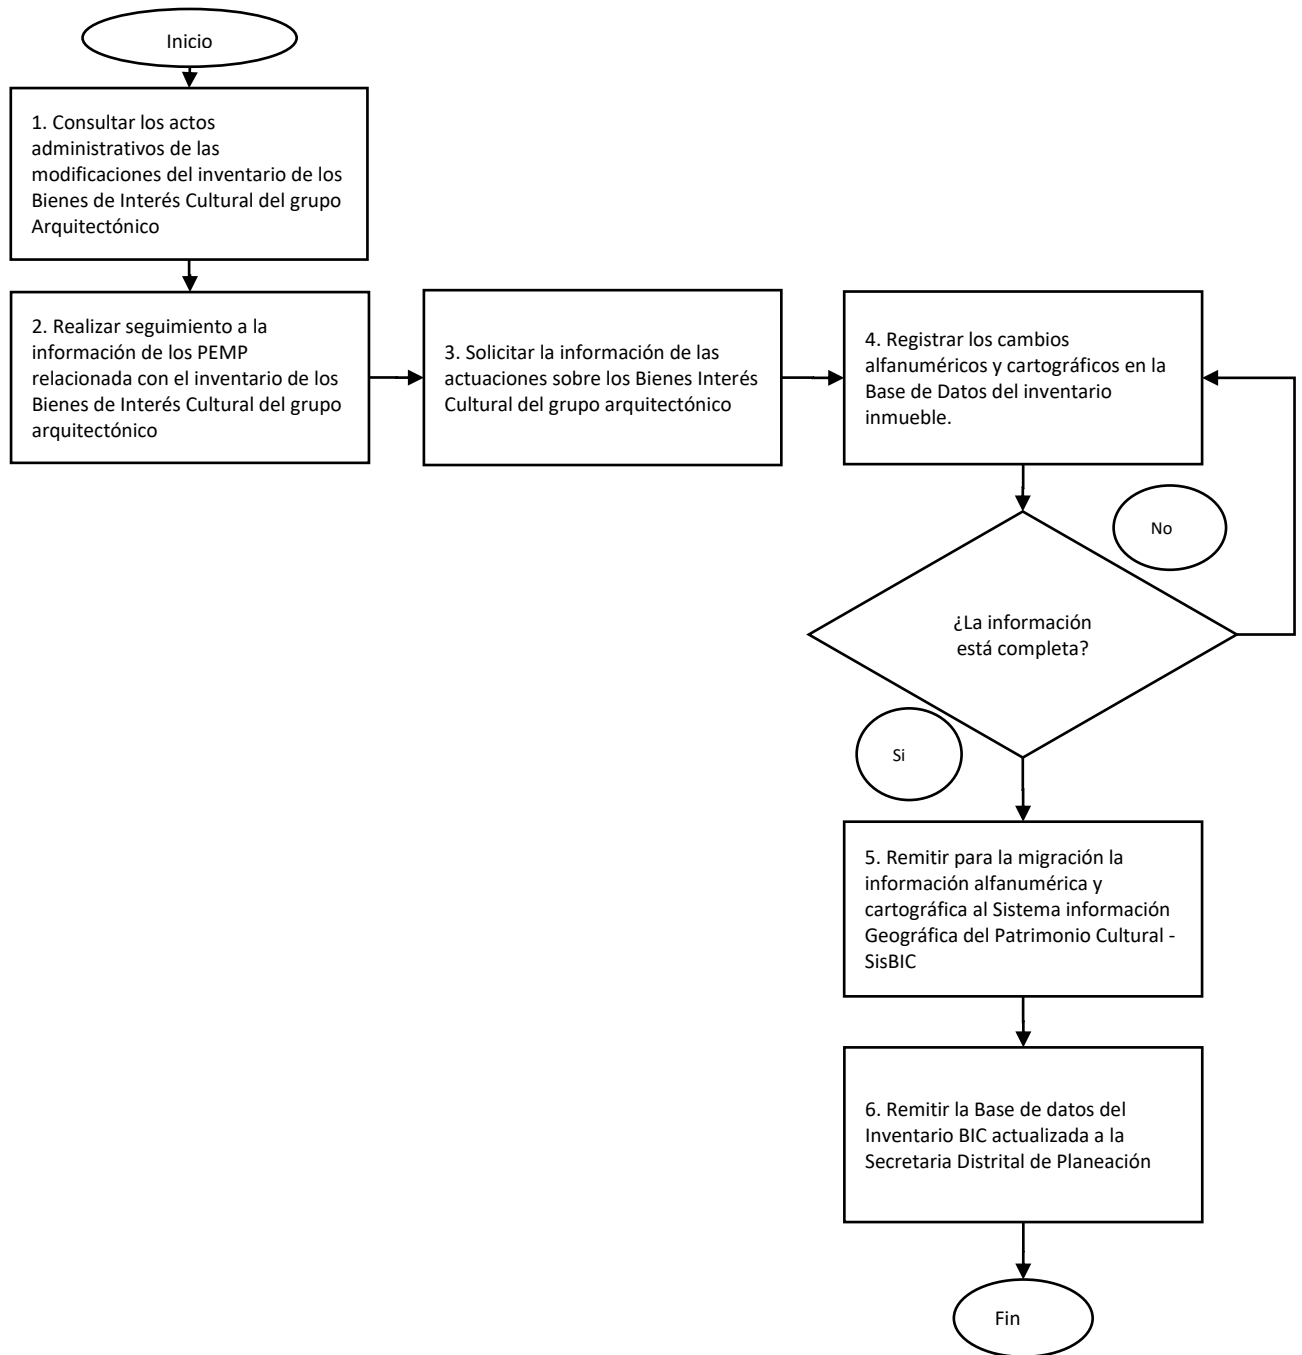 Inicio
1. Consultar los actos
administrativos de las
modificaciones del inventario de los
Bienes de Interés Cultural del grupo
Arquitectónico
2. Realizar seguimiento a la
información de los PEMP
relacionada con el inventario de los
Bienes de Interés Cultural del grupo
arquitectónico
3. Solicitar la información de las
actuaciones sobre los Bienes Interés
Cultural del grupo arquitectónico
4. Registrar los cambios
alfanuméricos y cartográficos en la
Base de Datos del inventario
inmueble.
No
¿La información
está completa?
Si
5. Remitir para la migración la
información alfanumérica y
cartográfica al Sistema información
Geográfica del Patrimonio Cultural -
SisBIC
6. Remitir la Base de datos del
Inventario BIC actualizada a la
Secretaria Distrital de Planeación
Fin